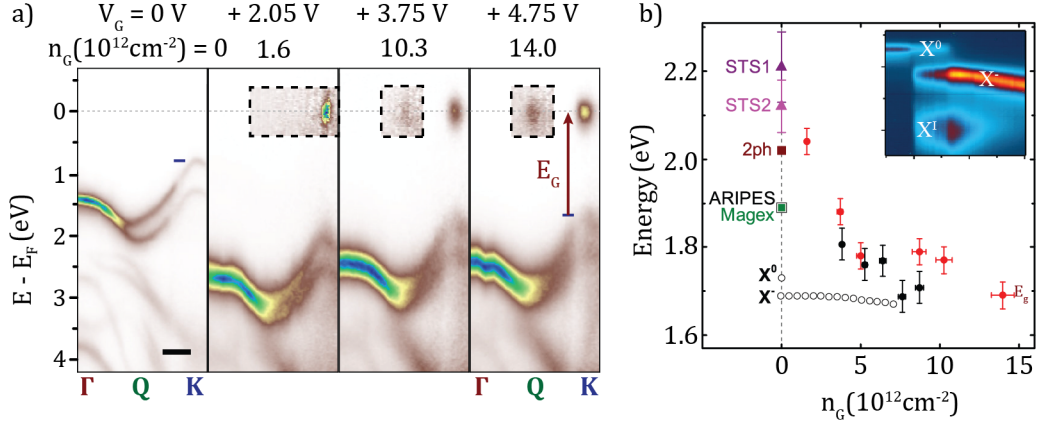 a)
V_G = 0 V + 2.05 V + 3.75 V + 4.75 V
n_G(10^12cm^-2) = 0 1.6 10.3 14.0
E - E_F (eV)
0
1
2
3
4
E_G
Γ Q K Γ Q K
b)
Energy (eV)
2.2
2.0
1.8
1.6
STS1
STS2
2ph
ARIPES
Magex
X^0
X^-
X^0
X^-
X^I
E_g
0 5 10 15
n_G(10^12cm^-2)